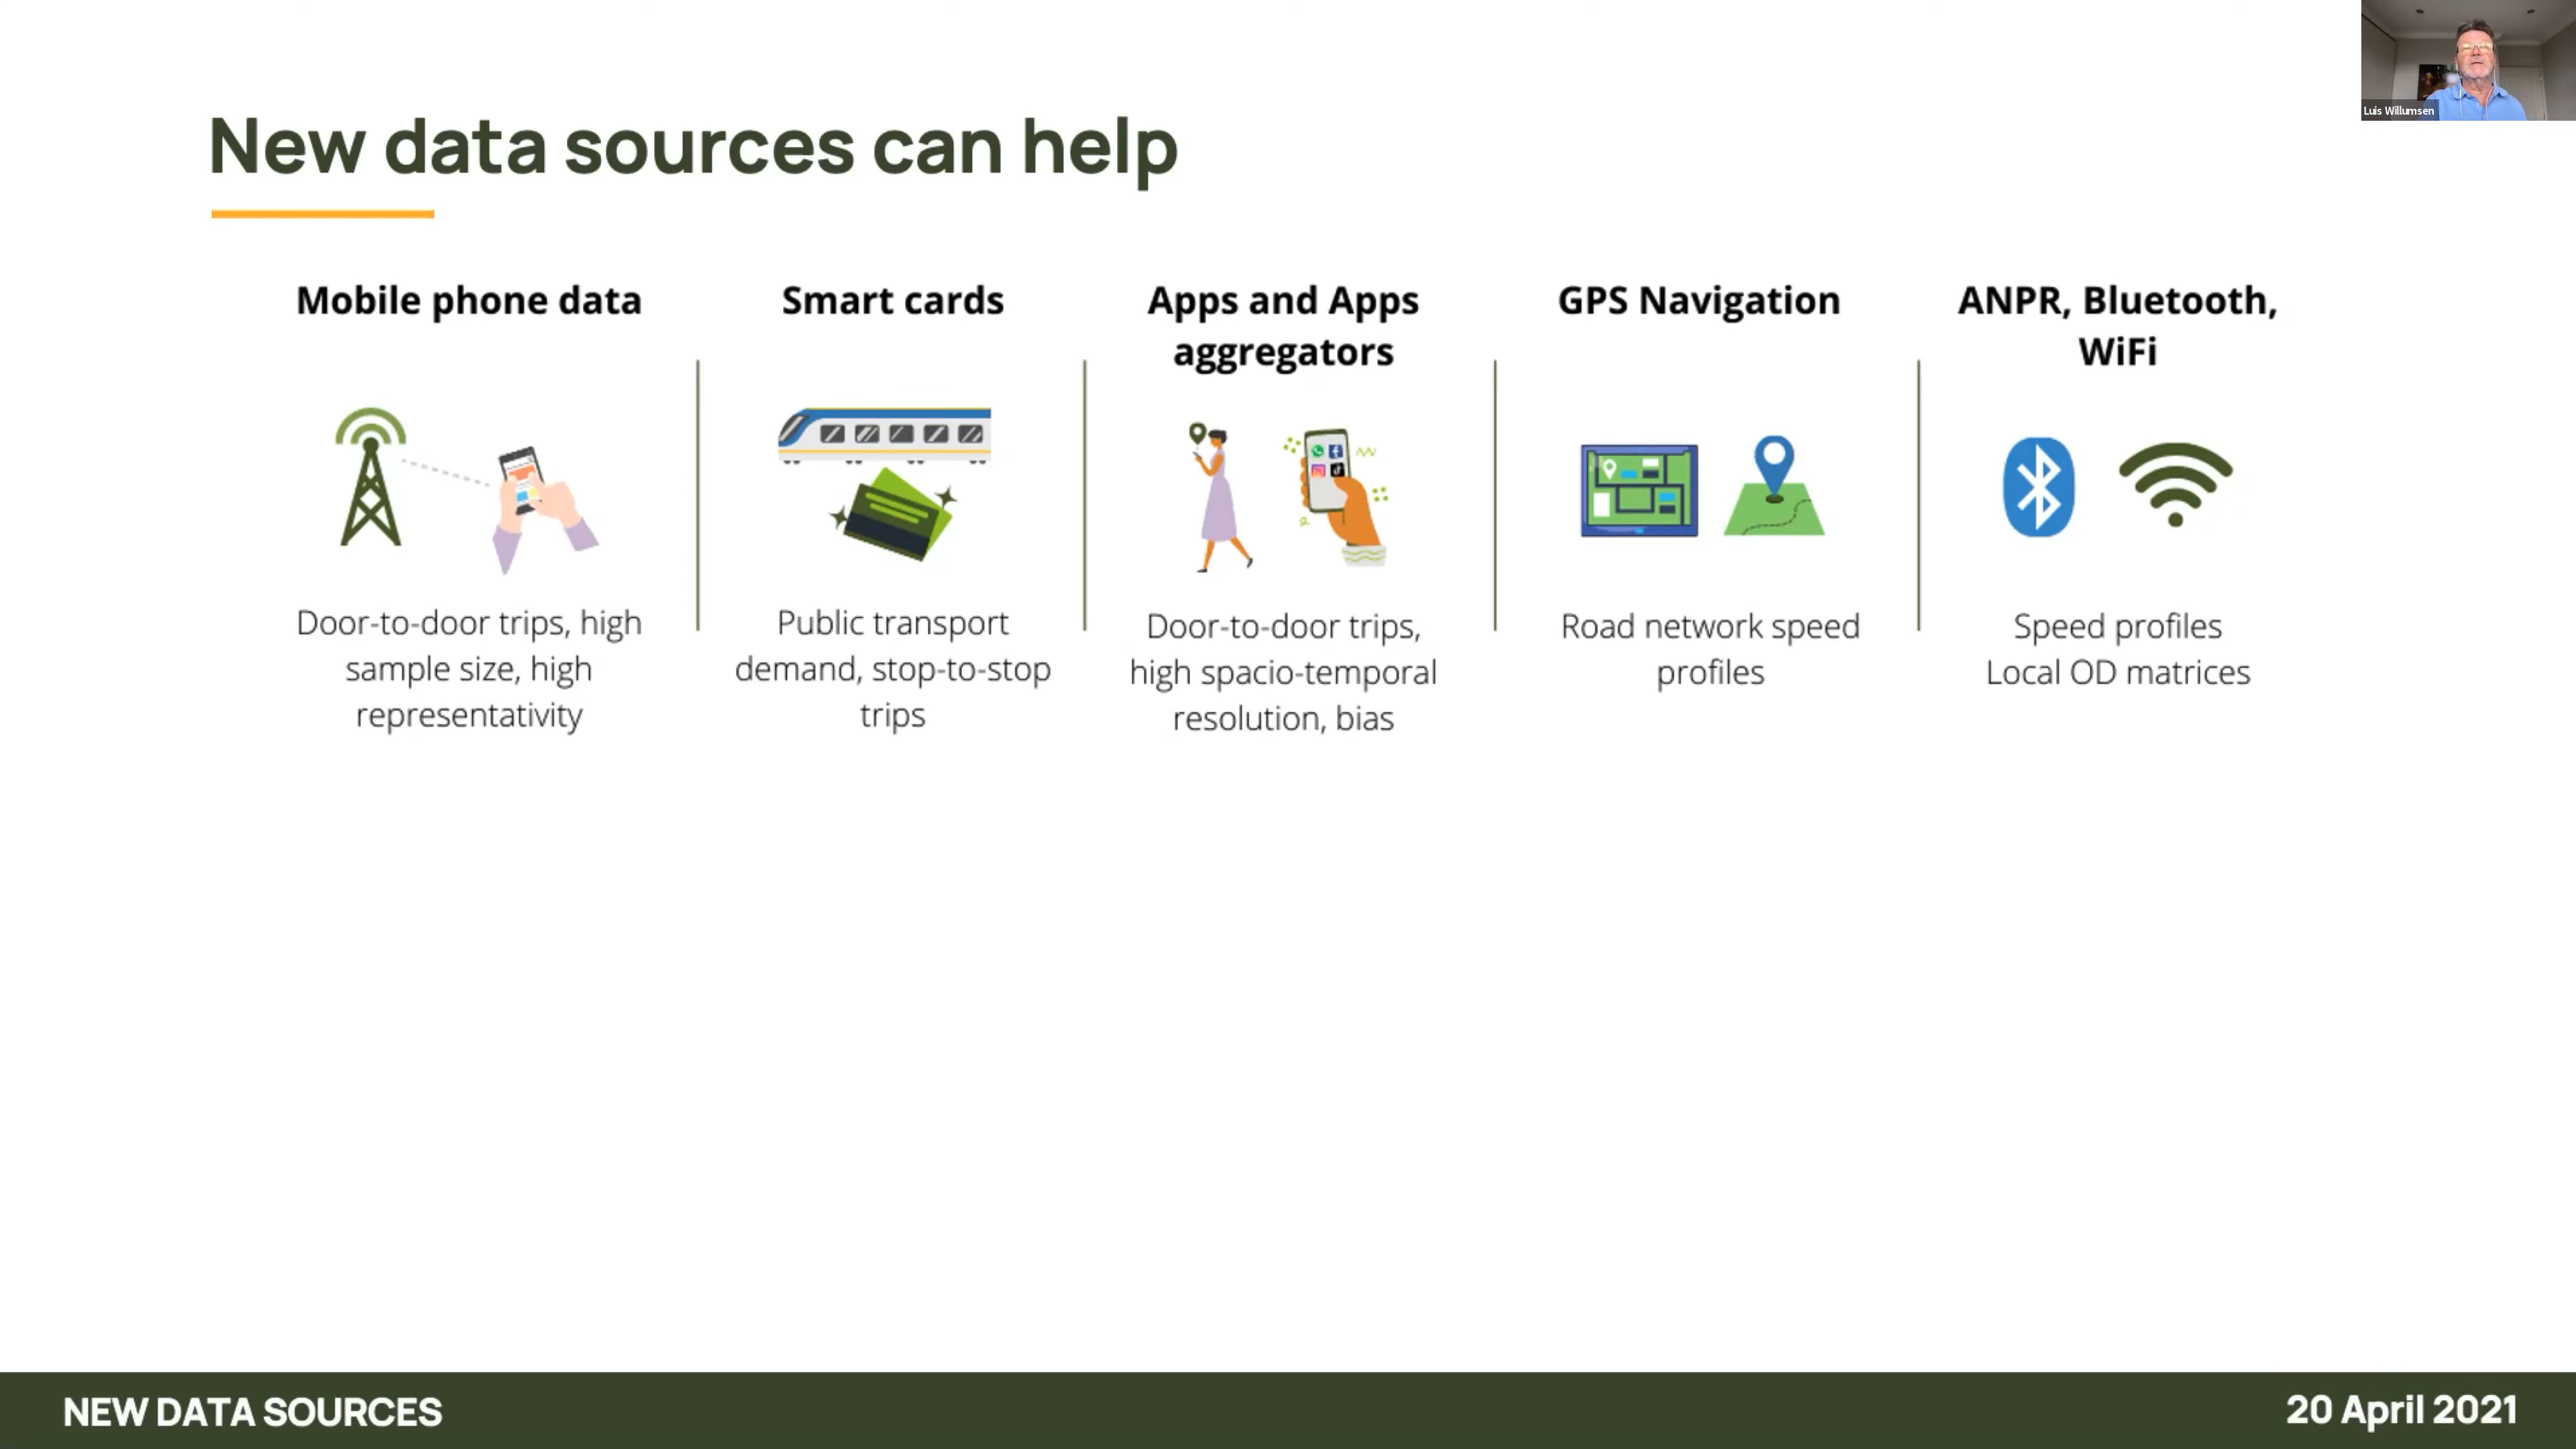 Luis Willumsen
New data sources can help
Mobile phone data
Door-to-door trips, high
sample size, high
representativity
Smart cards
Public transport
demand, stop-to-stop
trips
Apps and Apps
aggregators
Door-to-door trips,
high spacio-temporal
resolution, bias
GPS Navigation
Road network speed
profiles
ANPR, Bluetooth,
WiFi
Speed profiles
Local OD matrices
NEW DATA SOURCES
20 April 2021